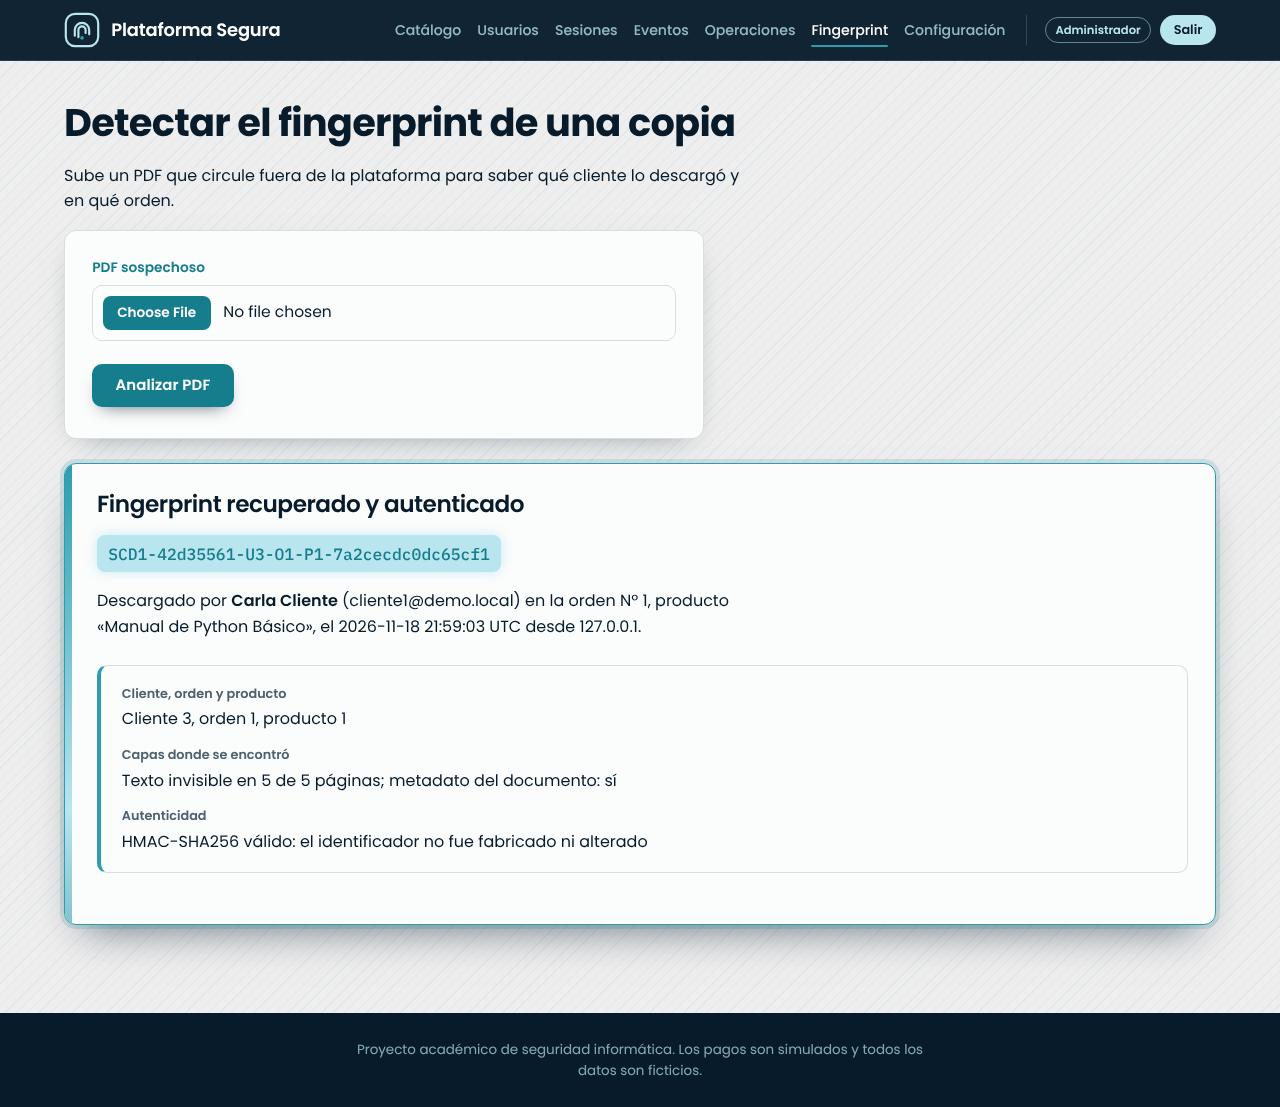 Plataforma Segura
Catálogo Usuarios Sesiones Eventos Operaciones Fingerprint Configuración Administrador Salir
Detectar el fingerprint de una copia
Sube un PDF que circule fuera de la plataforma para saber qué cliente lo descargó y
en qué orden.
PDF sospechoso
Choose File No file chosen
Analizar PDF
Fingerprint recuperado y autenticado
SCD1-42d35561-U3-O1-P1-7a2cecdc0dc65cf1
Descargado por Carla Cliente (cliente1@demo.local) en la orden Nº 1, producto
«Manual de Python Básico», el 2026-11-18 21:59:03 UTC desde 127.0.0.1.
Cliente, orden y producto
Cliente 3, orden 1, producto 1
Capas donde se encontró
Texto invisible en 5 de 5 páginas; metadato del documento: sí
Autenticidad
HMAC-SHA256 válido: el identificador no fue fabricado ni alterado
Proyecto académico de seguridad informática. Los pagos son simulados y todos los
datos son ficticios.